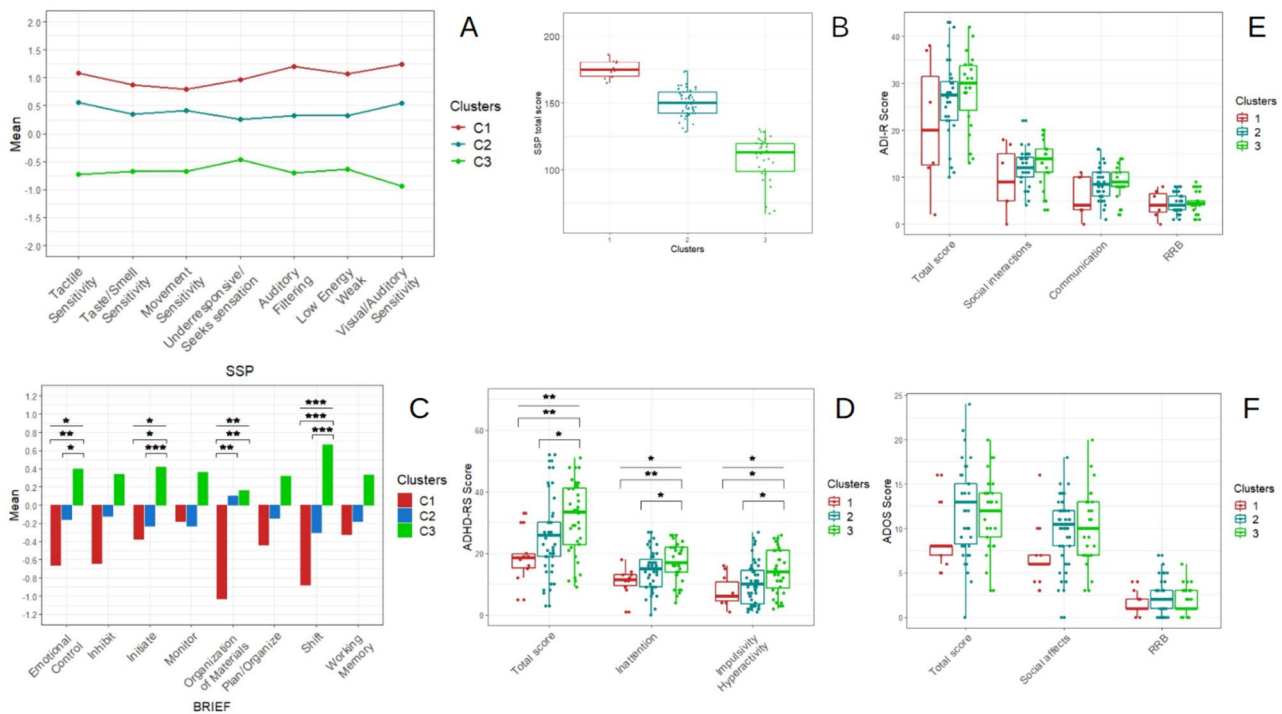 A
2.0
1.5
1.0
0.5
0.0
-0.5
-1.0
-1.5
-2.0
Mean
Tactile
Sensitivity
Taste/Smell
Sensitivity
Movement
Sensitivity
Underresponsive/
Seeks sensation
Auditory
Filtering
Low Energy
Weak
Visual/Auditory
Sensitivity
SSP
Clusters
C1
C2
C3
B
200
150
100
SSP total score
1
2
3
Clusters
E
40
30
20
10
0
ADI-R Score
Total score
Social interactions
Communication
RRB
Clusters
1
2
3
C
1.2
1.0
0.8
0.6
0.4
0.2
0.0
-0.2
-0.4
-0.6
-0.8
-1.0
-1.2
Mean
*
**
*
*
*
***
**
**
**
***
***
***
Emotional
Control
Inhibit
Initiate
Monitor
Organization
of Materials
Plan/Organize
Shift
Working
Memory
BRIEF
Clusters
C1
C2
C3
D
60
40
20
0
ADHD-RS Score
**
**
*
*
**
*
*
*
*
Total score
Inattention
Impulsivity
Hyperactivity
Clusters
1
2
3
F
25
20
15
10
5
0
ADOS Score
Total score
Social affects
RRB
Clusters
1
2
3